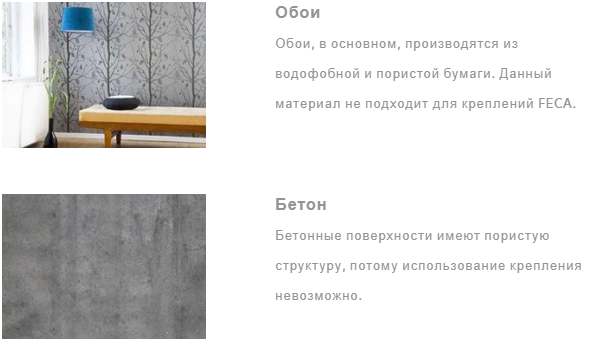 Обои
Обои, в основном, производятся из
водофобной и пористой бумаги. Данный
материал не подходит для креплений FECA.
Бетон
Бетонные поверхности имеют пористую
структуру, потому использование крепления
невозможно.